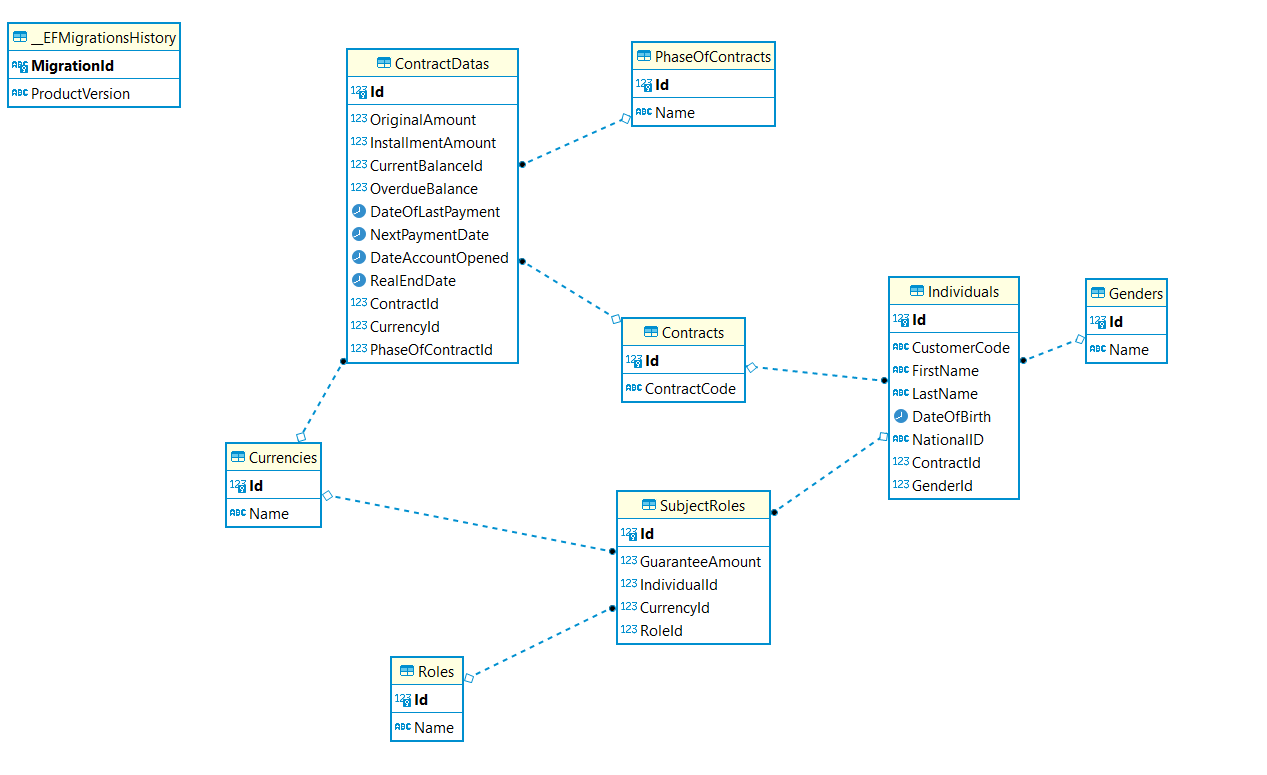 __EFMigrationsHistory
MigrationId
ProductVersion
ContractDatas
Id
OriginalAmount
InstallmentAmount
CurrentBalanceId
OverdueBalance
DateOfLastPayment
NextPaymentDate
DateAccountOpened
RealEndDate
ContractId
CurrencyId
PhaseOfContractId
PhaseOfContracts
Id
Name
Contracts
Id
ContractCode
Individuals
Id
CustomerCode
FirstName
LastName
DateOfBirth
NationalID
ContractId
GenderId
Genders
Id
Name
Currencies
Id
Name
SubjectRoles
Id
GuaranteeAmount
IndividualId
CurrencyId
RoleId
Roles
Id
Name